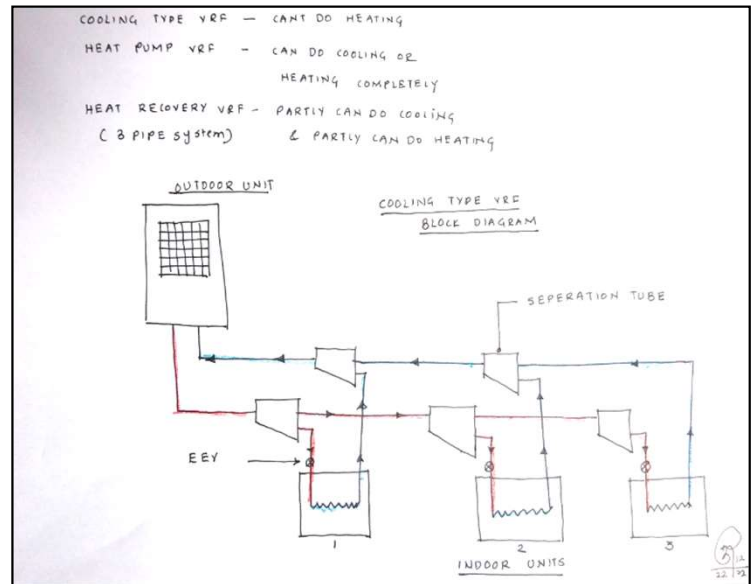 COOLING TYPE VRF - CANT DO HEATING
HEAT PUMP VRF - CAN DO COOLING OR
HEATING COMPLETELY
HEAT RECOVERY VRF - PARTLY CAN DO COOLING
( 3 PIPE system) & PARTLY CAN DO HEATING
OUTDOOR UNIT
COOLING TYPE VRF
BLOCK DIAGRAM
SEPERATION TUBE
EEV
1
2
3
INDOOR UNITS
22